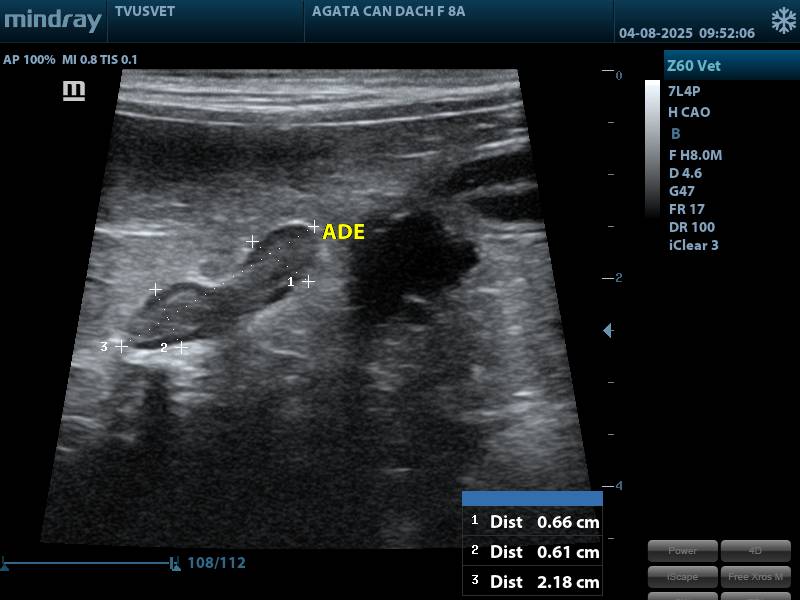 mindray
TVUSVET
AGATA CAN DACH F 8A
04-08-2025 09:52:06
AP 100% MI 0.8 TIS 0.1
m
Z60 Vet
7L4P
H CAO
B
F H8.0M
D 4.6
G47
FR 17
DR 100
iClear 3
0
2
4
ADE
1
2
3
1 Dist 0.66 cm
2 Dist 0.61 cm
3 Dist 2.18 cm
108/112
Power
4D
iScape
Free Xros M